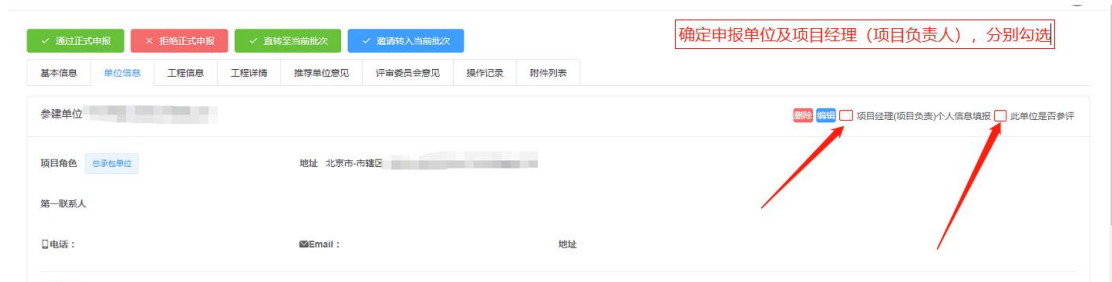 确定申报单位及项目经理（项目负责人），分别勾选
✓ 通过正式申报 × 拒绝正式申报 ✓ 直转至当前批次 ✓ 邀请转入当前批次
基本信息 单位信息 工程信息 工程详情 推荐单位意见 评审委员会意见 操作记录 附件列表
参建单位 删除 编辑 项目经理(项目负责)个人信息填报 此单位是否参评
项目角色 总承包单位 地址 北京市-市辖区
第一联系人
电话： Email： 地址